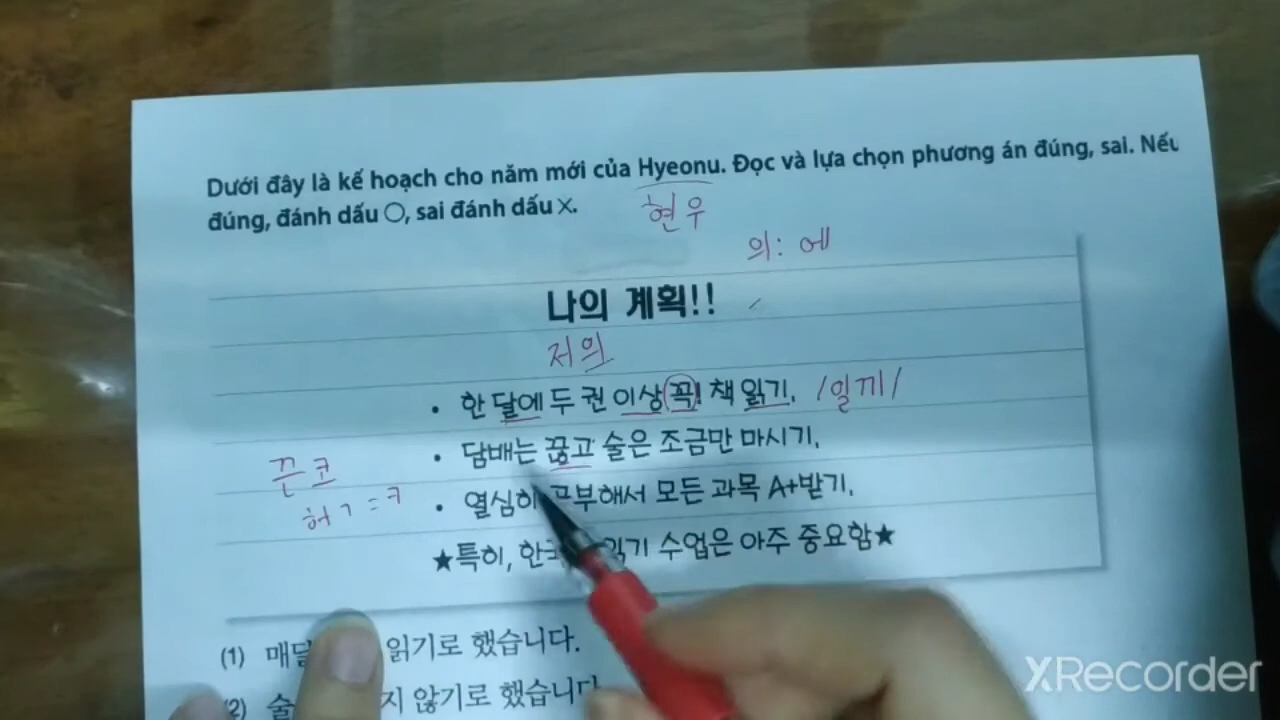 Dưới đây là kế hoạch cho năm mới của Hyeonu. Đọc và lựa chọn phương án đúng, sai. Nếu
đúng, đánh dấu ○, sai đánh dấu ×.
현우
의: 에
나의 계획!!
저의
• 한 달에 두 권 이상 꼭! 책 읽기. /일끼/
• 담배는 끊고 술은 조금만 마시기.
끈코
• 열심히 공부해서 모든 과목 A+받기.
허ㄱ=ㅋ
★특히, 읽기 수업은 아주 중요함★
(1) 매달 읽기로 했습니다.
(2) 술 지 않기로 했습니다.
XRecorder